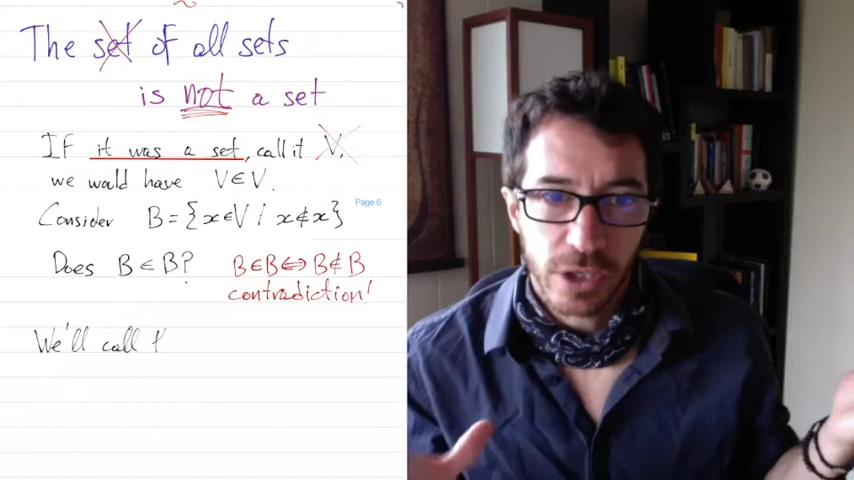 The set of all sets
is not a set
If it was a set, call it V,
we would have V∈V.
Consider B={x∈V / x∉x}
Page 6
Does B∈B? B∈B⇔B∉B
contradiction!
We'll call t